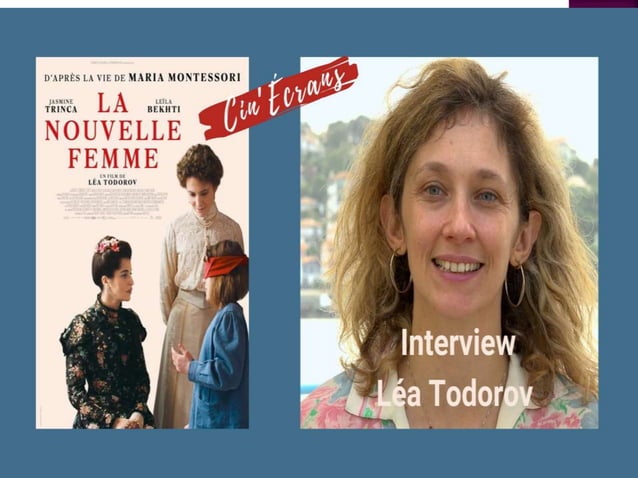 D'APRÈS LA VIE DE MARIA MONTESSORI
JASMINE TRINCA
LEÏLA BEKHTI
LA
NOUVELLE
FEMME
UN FILM DE
LÉA TODOROV
Cin'Écrans
Interview
Léa Todorov